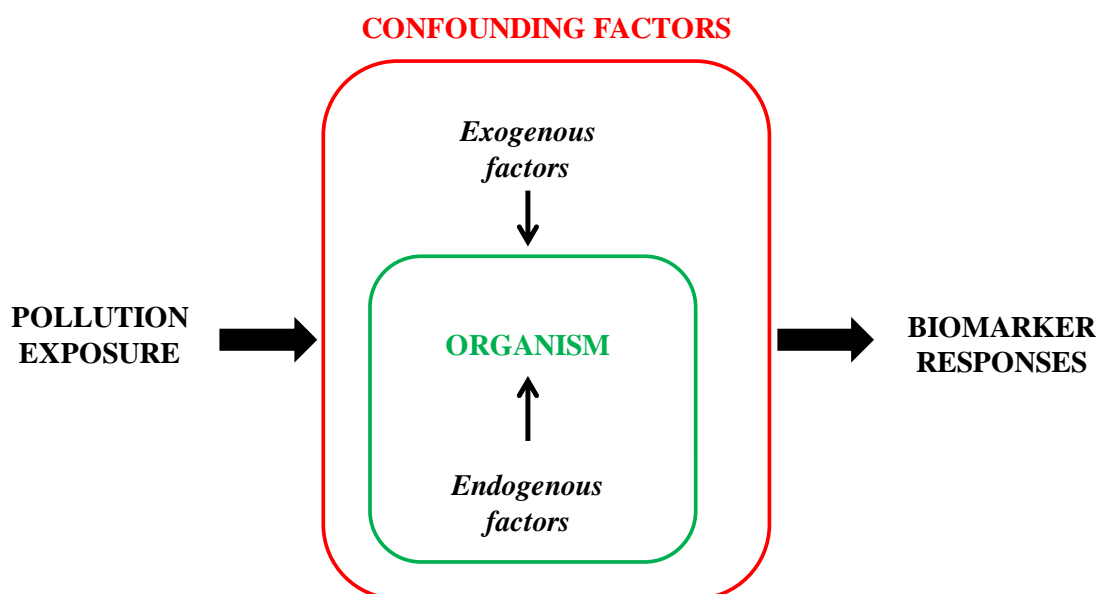 CONFOUNDING FACTORS
Exogenous
factors
POLLUTION
EXPOSURE
ORGANISM
BIOMARKER
RESPONSES
Endogenous
factors